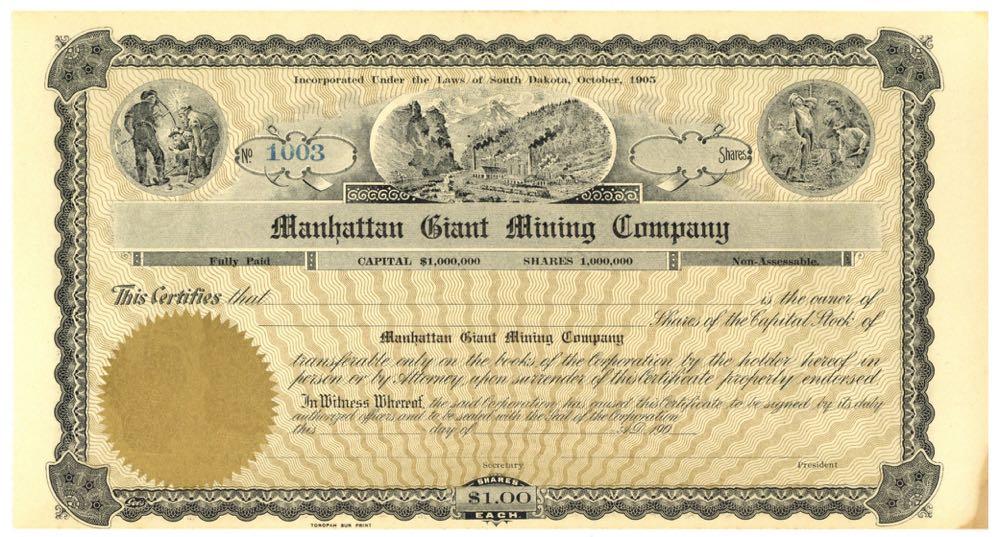 Incorporated Under the Laws of South Dakota, October, 1905
No 1003
Shares
Manhattan Giant Mining Company
Fully Paid CAPITAL $1,000,000 SHARES 1,000,000 Non-Assessable.
This Certifies that is the owner of
Shares of the Capital Stock of
Manhattan Giant Mining Company
transferable only on the books of the Corporation by the holder hereof in
person or by Attorney, upon surrender of this Certificate properly endorsed
In Witness Whereof, the said Corporation has caused this Certificate to be signed by its duly
authorized officers and to be sealed with the Seal of the Corporation
this day of A.D. 190
Secretary President
SHARES
$1.00
EACH.
TONOPAH SUN PRINT